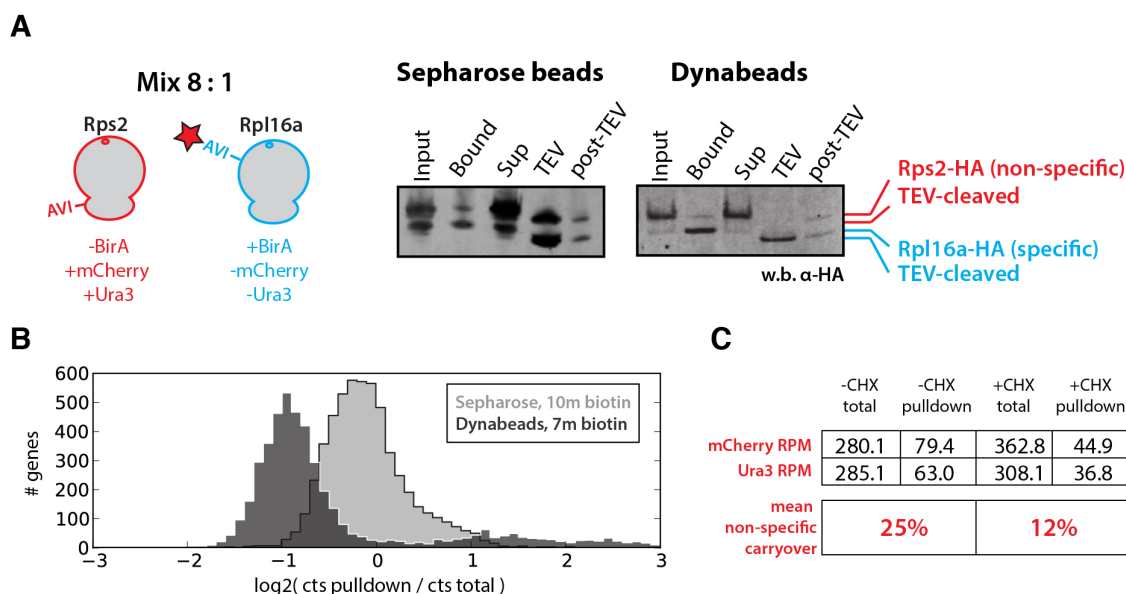 A
Mix 8 : 1
Rps2
AVI
Rpl16a
AVI
-BirA
+mCherry
+Ura3
+BirA
-mCherry
-Ura3
Sepharose beads
Input
Bound
Sup
TEV
post-TEV
Dynabeads
Input
Bound
Sup
TEV
post-TEV
w.b. α-HA
Rps2-HA (non-specific)
TEV-cleaved
Rpl16a-HA (specific)
TEV-cleaved
B
# genes
600
500
400
300
200
100
0
Sepharose, 10m biotin
Dynabeads, 7m biotin
−3 −2 −1 0 1 2 3
log2( cts pulldown / cts total )
C
-CHX total -CHX pulldown +CHX total +CHX pulldown
mCherry RPM 280.1 79.4 362.8 44.9
Ura3 RPM 285.1 63.0 308.1 36.8
mean non-specific carryover 25% 12%